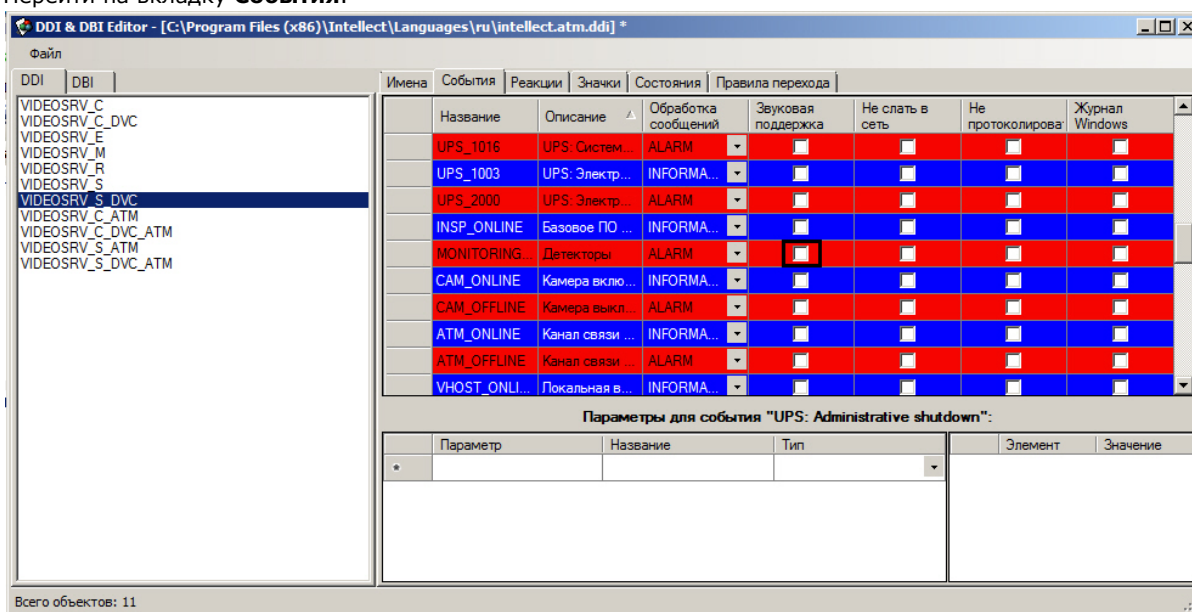 Перейти на вкладку События.
DDI & DBI Editor - [C:\Program Files (x86)\Intellect\Languages\ru\intellect.atm.ddi] *
Файл
DDI DBI
Имена События Реакции Значки Состояния Правила перехода
VIDEOSRV_C
VIDEOSRV_C_DVC
VIDEOSRV_E
VIDEOSRV_M
VIDEOSRV_R
VIDEOSRV_S
VIDEOSRV_S_DVC
VIDEOSRV_C_ATM
VIDEOSRV_C_DVC_ATM
VIDEOSRV_S_ATM
VIDEOSRV_S_DVC_ATM
Название Описание Обработка сообщений Звуковая поддержка Не слать в сеть Не протоколироват Журнал Windows
UPS_1016 UPS: Систем... ALARM
UPS_1003 UPS: Электр... INFORMA...
UPS_2000 UPS: Электр... ALARM
INSP_ONLINE Базовое ПО ... INFORMA...
MONITORING... Детекторы ALARM
CAM_ONLINE Камера вклю... INFORMA...
CAM_OFFLINE Камера выкл... ALARM
ATM_ONLINE Канал связи ... INFORMA...
ATM_OFFLINE Канал связи ... ALARM
VHOST_ONLI... Локальная в... INFORMA...
Параметры для события "UPS: Administrative shutdown":
Параметр Название Тип Элемент Значение
*
Всего объектов: 11